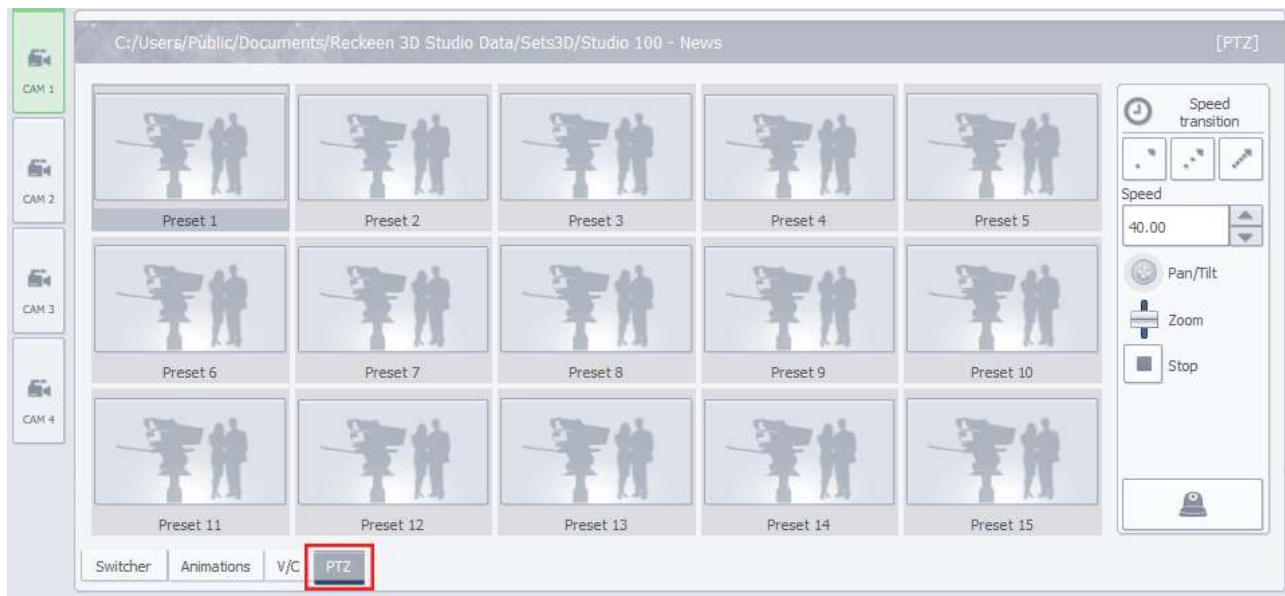 C:/Users/Public/Documents/Reckeen 3D Studio Data/Sets3D/Studio 100 - News [PTZ]
CAM 1
CAM 2
CAM 3
CAM 4
Preset 1 Preset 2 Preset 3 Preset 4 Preset 5
Preset 6 Preset 7 Preset 8 Preset 9 Preset 10
Preset 11 Preset 12 Preset 13 Preset 14 Preset 15
Speed
transition
Speed
40.00
Pan/Tilt
Zoom
Stop
Switcher Animations V/C PTZ